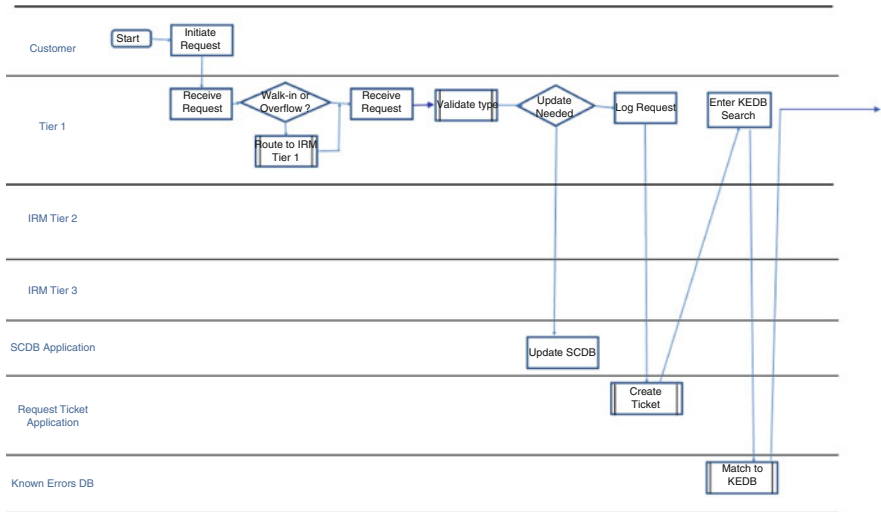 Customer
Start
Initiate
Request
Tier 1
Receive
Request
Walk-in or
Overflow ?
Receive
Request
Validate type
Update
Needed
Log Request
Enter KEDB
Search
Route to IRM
Tier 1
IRM Tier 2
IRM Tier 3
SCDB Application
Update SCDB
Request Ticket
Application
Create
Ticket
Known Errors DB
Match to
KEDB